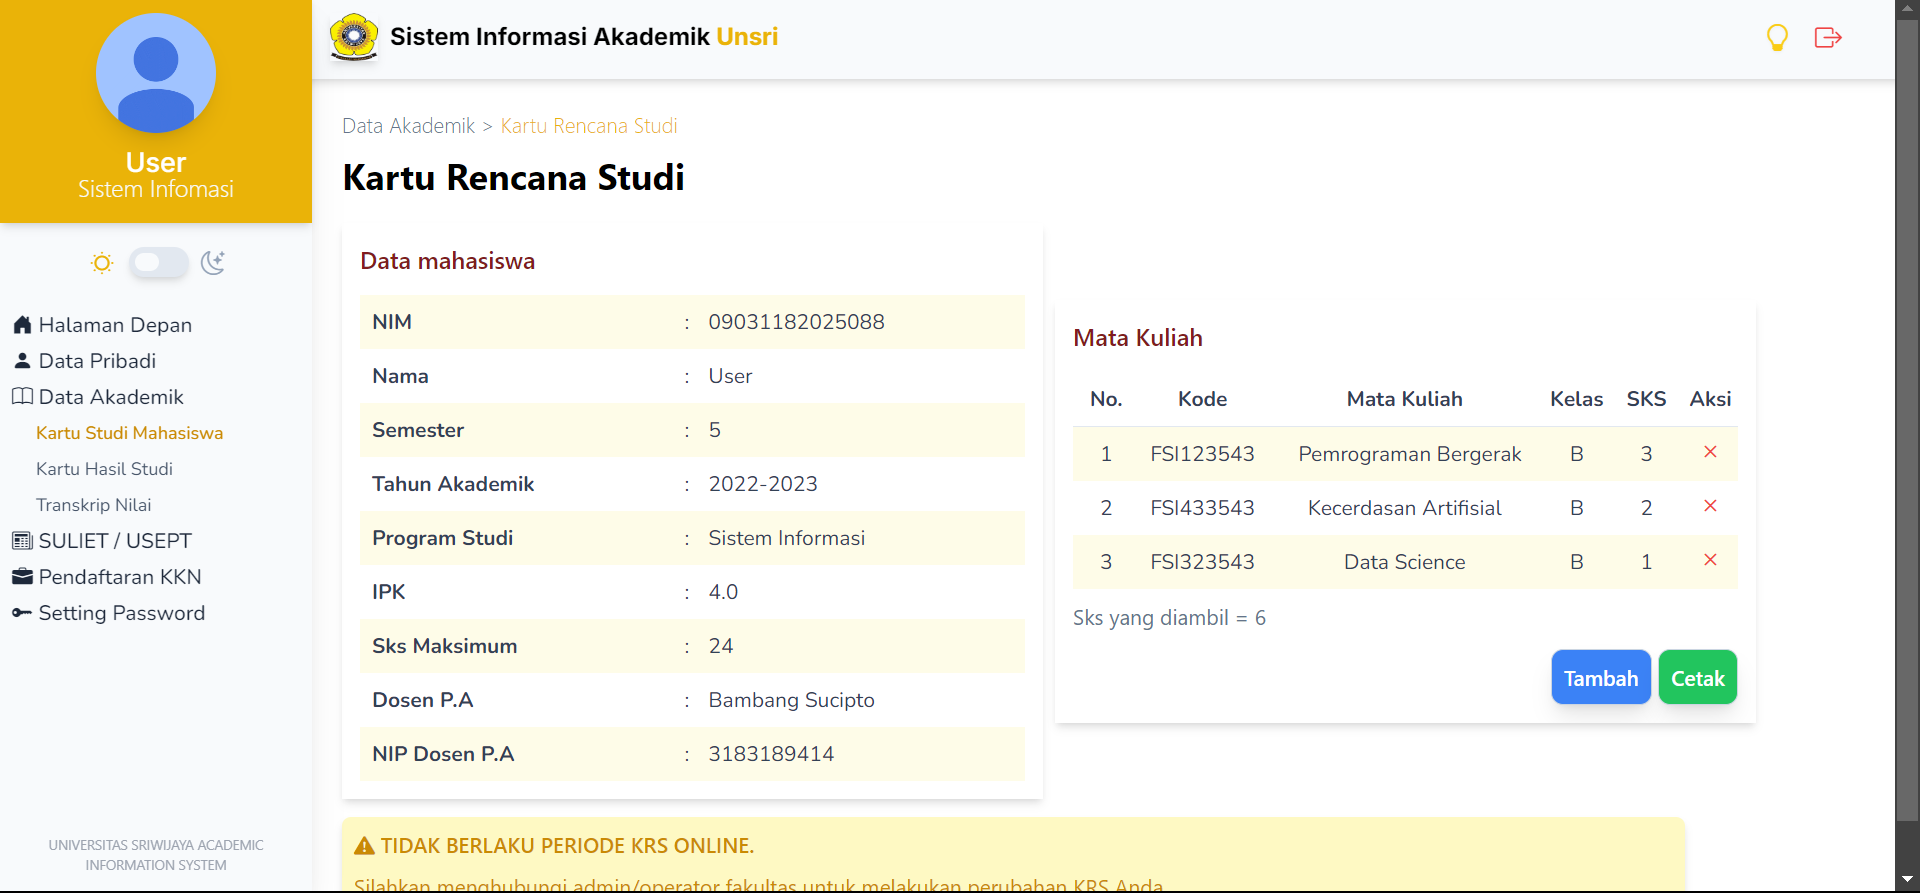 User
Sistem Infomasi
Halaman Depan
Data Pribadi
Data Akademik
Kartu Studi Mahasiswa
Kartu Hasil Studi
Transkrip Nilai
SULIET / USEPT
Pendaftaran KKN
Setting Password
UNIVERSITAS SRIWIJAYA ACADEMIC
INFORMATION SYSTEM
Sistem Informasi Akademik Unsri
Data Akademik > Kartu Rencana Studi
Kartu Rencana Studi
Data mahasiswa
NIM : 09031182025088
Nama : User
Semester : 5
Tahun Akademik : 2022-2023
Program Studi : Sistem Informasi
IPK : 4.0
Sks Maksimum : 24
Dosen P.A : Bambang Sucipto
NIP Dosen P.A : 3183189414
Mata Kuliah
No. Kode Mata Kuliah Kelas SKS Aksi
1 FSI123543 Pemrograman Bergerak B 3
2 FSI433543 Kecerdasan Artifisial B 2
3 FSI323543 Data Science B 1
Sks yang diambil = 6
Tambah Cetak
TIDAK BERLAKU PERIODE KRS ONLINE.
Silahkan menghubungi admin/operator fakultas untuk melakukan perubahan KRS Anda